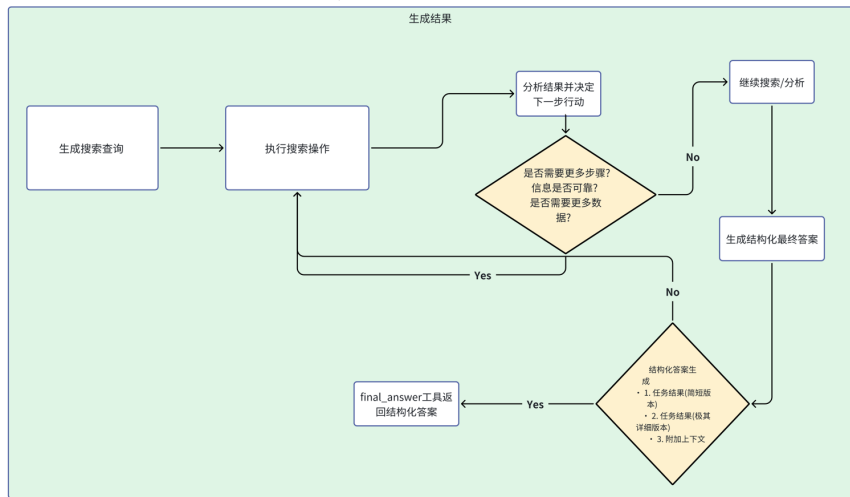 生成结果
生成搜索查询
执行搜索操作
分析结果并决定
下一步行动
继续搜索/分析
No
是否需要更多步骤?
信息是否可靠?
是否需要更多数
据?
生成结构化最终答案
Yes
No
结构化答案生
成
• 1. 任务结果(简短版
本)
• 2. 任务结果(极其
详细版本)
• 3. 附加上下文
Yes
final_answer工具返
回结构化答案